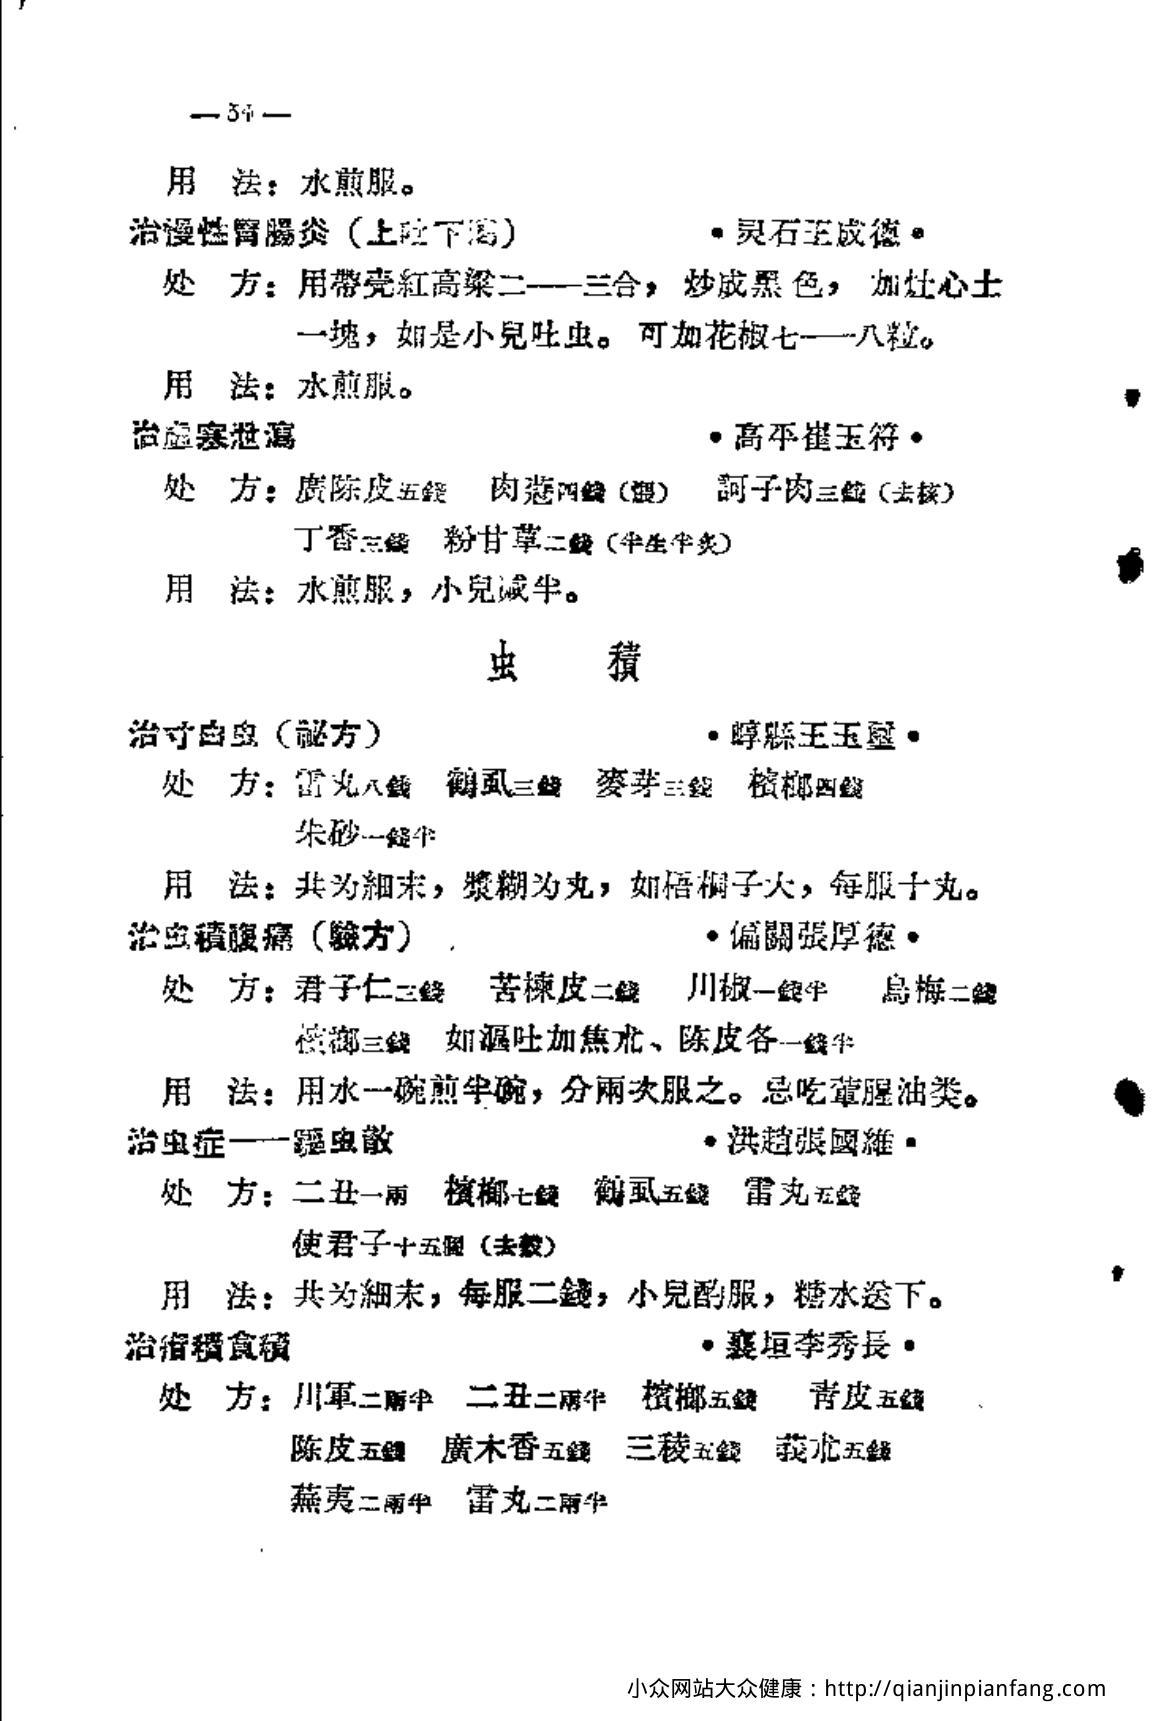 — 54 —
用　法：水煎服。
治慢性胃腸炎（上吐下瀉）　•灵石王成德•
处　方：用帶壳紅高粱二——三合，炒成黑色，加灶心土
一塊，如是小兒吐虫。可加花椒七——八粒。
用　法：水煎服。
治虛寒泄瀉　•高平崔玉符•
处　方：廣陈皮五錢　肉蔻四錢（煨）　訶子肉三錢（去核）
丁香三錢　粉甘草二錢（半生半炙）
用　法：水煎服，小兒减半。
虫　積
治寸白虫（祕方）　•崞縣王玉璽•
处　方：雷丸八錢　鶴虱三錢　麥芽三錢　檳榔四錢
朱砂一錢半
用　法：共为細末，漿糊为丸，如梧桐子大，每服十丸。
治虫積腹痛（驗方）　•偏關張厚德•
处　方：君子仁三錢　苦楝皮二錢　川椒一錢半　烏梅二錢
檳榔三錢　如漚吐加焦朮、陈皮各一錢半
用　法：用水一碗煎半碗，分兩次服之。忌吃葷腥油类。
治虫症——驅虫散　•洪趙張國維•
处　方：二丑一兩　檳榔七錢　鶴虱五錢　雷丸五錢
使君子十五個（去殼）
用　法：共为細末，每服二錢，小兒酌服，糖水送下。
治疳積食積　•襄垣李秀長•
处　方：川軍二兩半　二丑二兩半　檳榔五錢　青皮五錢
陈皮五錢　廣木香五錢　三稜五錢　莪朮五錢
蕪夷二兩半　雷丸二兩半
小众网站大众健康：http://qianjinpianfang.com